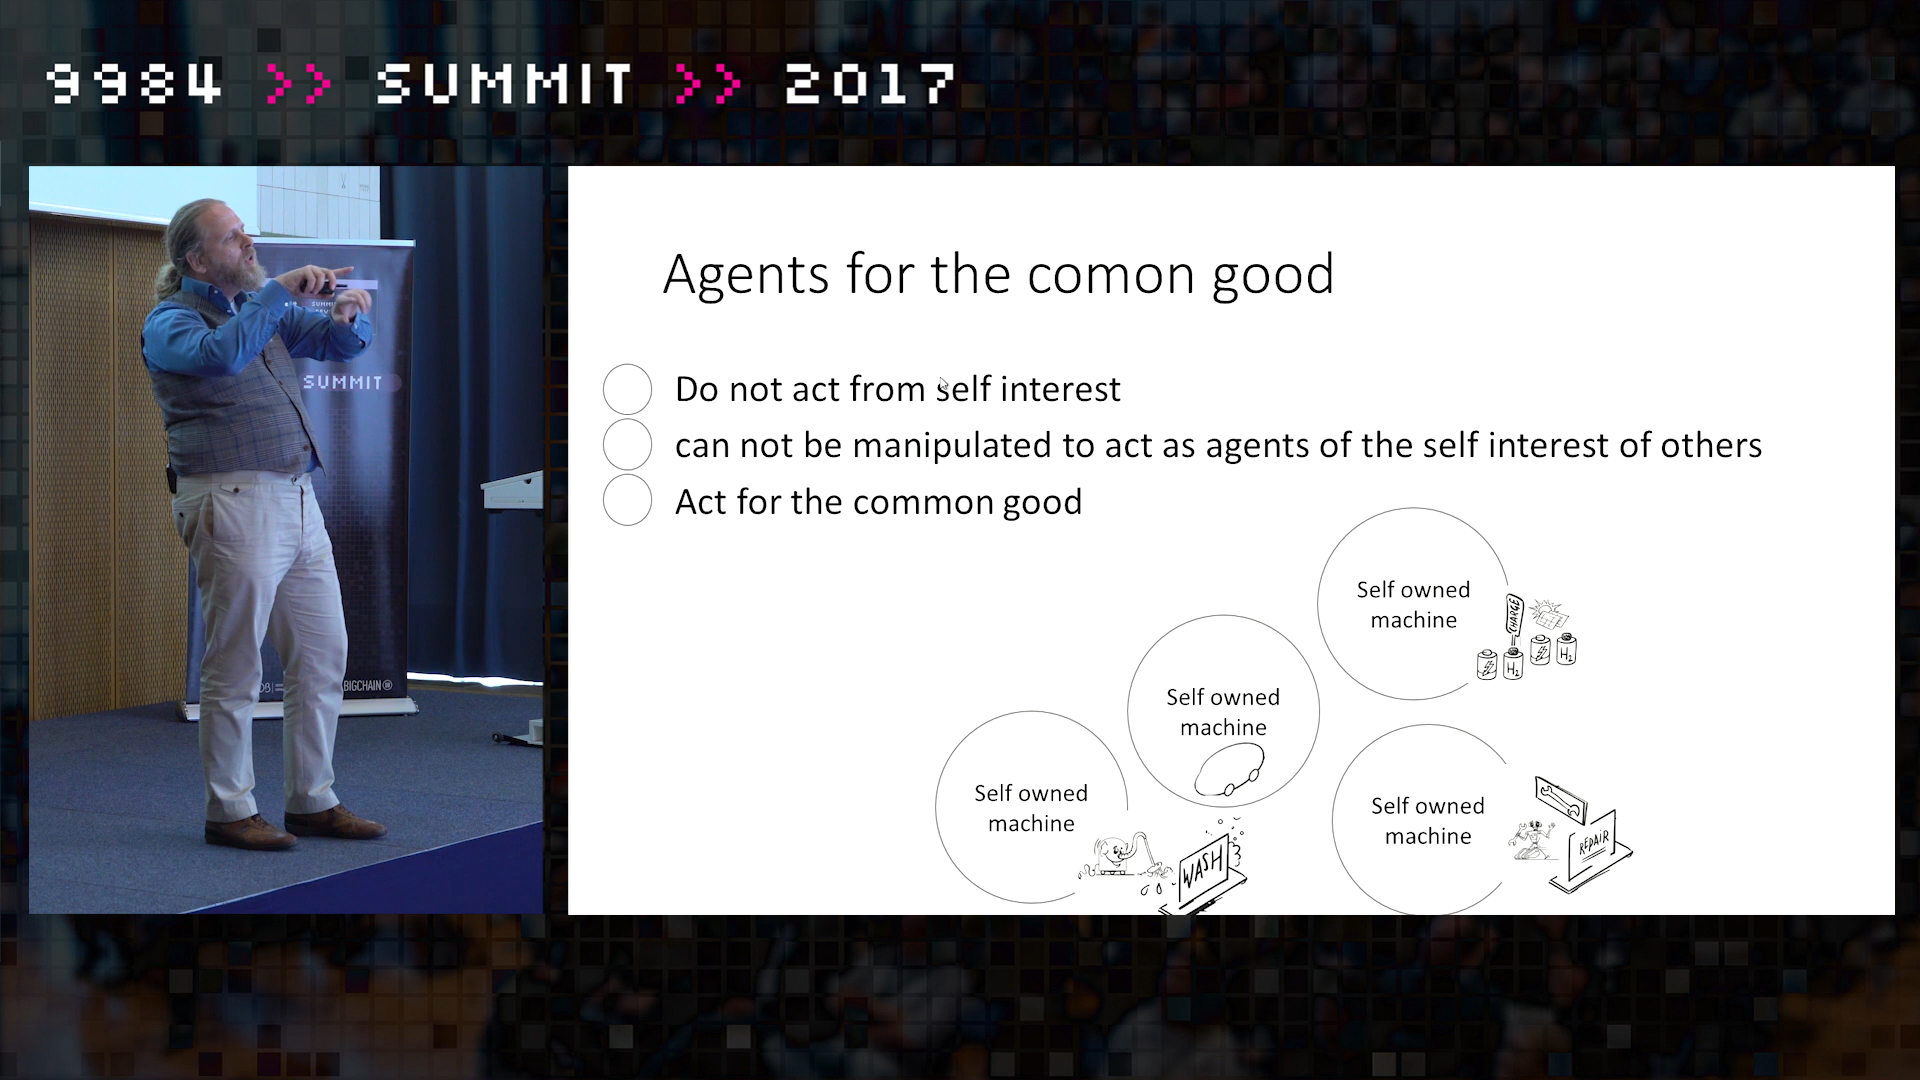 9984 >> SUMMIT >> 2017
SUMMIT
BIGCHAIN DB
Agents for the comon good
Do not act from self interest
can not be manipulated to act as agents of the self interest of others
Act for the common good
Self owned
machine
CHARGE
H2
H2
Self owned
machine
Self owned
machine
WASH
Self owned
machine
REPAIR